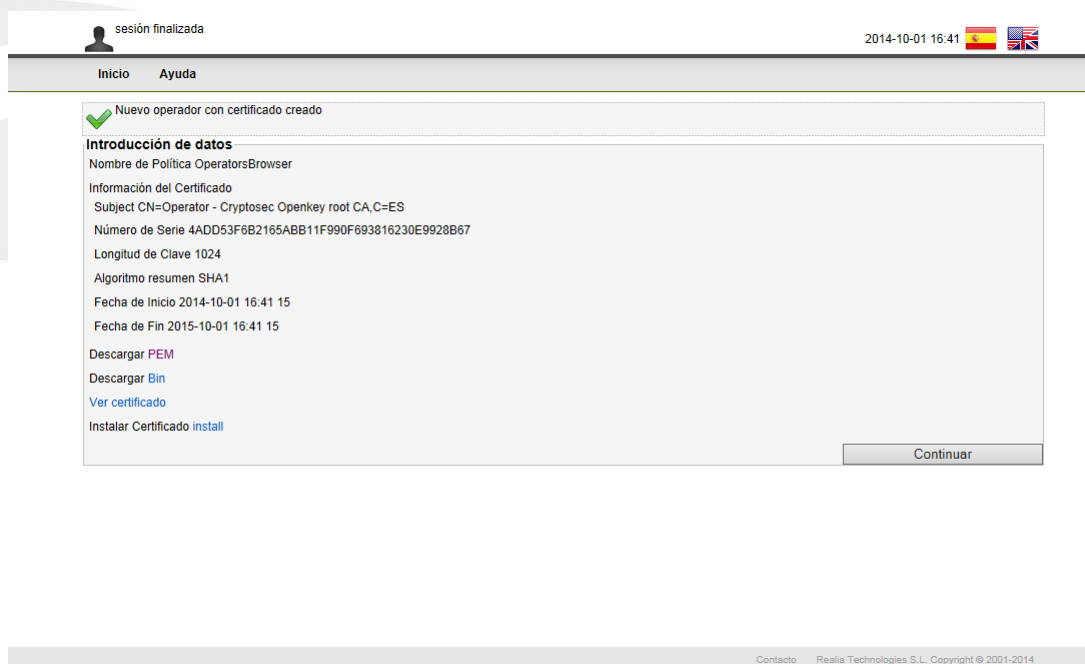 sesión finalizada
2014-10-01 16:41
Inicio Ayuda
Nuevo operador con certificado creado
Introducción de datos
Nombre de Política OperatorsBrowser
Información del Certificado
Subject CN=Operator - Cryptosec Openkey root CA,C=ES
Número de Serie 4ADD53F6B2165ABB11F990F693816230E9928B67
Longitud de Clave 1024
Algoritmo resumen SHA1
Fecha de Inicio 2014-10-01 16:41 15
Fecha de Fin 2015-10-01 16:41 15
Descargar PEM
Descargar Bin
Ver certificado
Instalar Certificado install
Continuar
Contacto Realia Technologies S.L. Copyright © 2001-2014